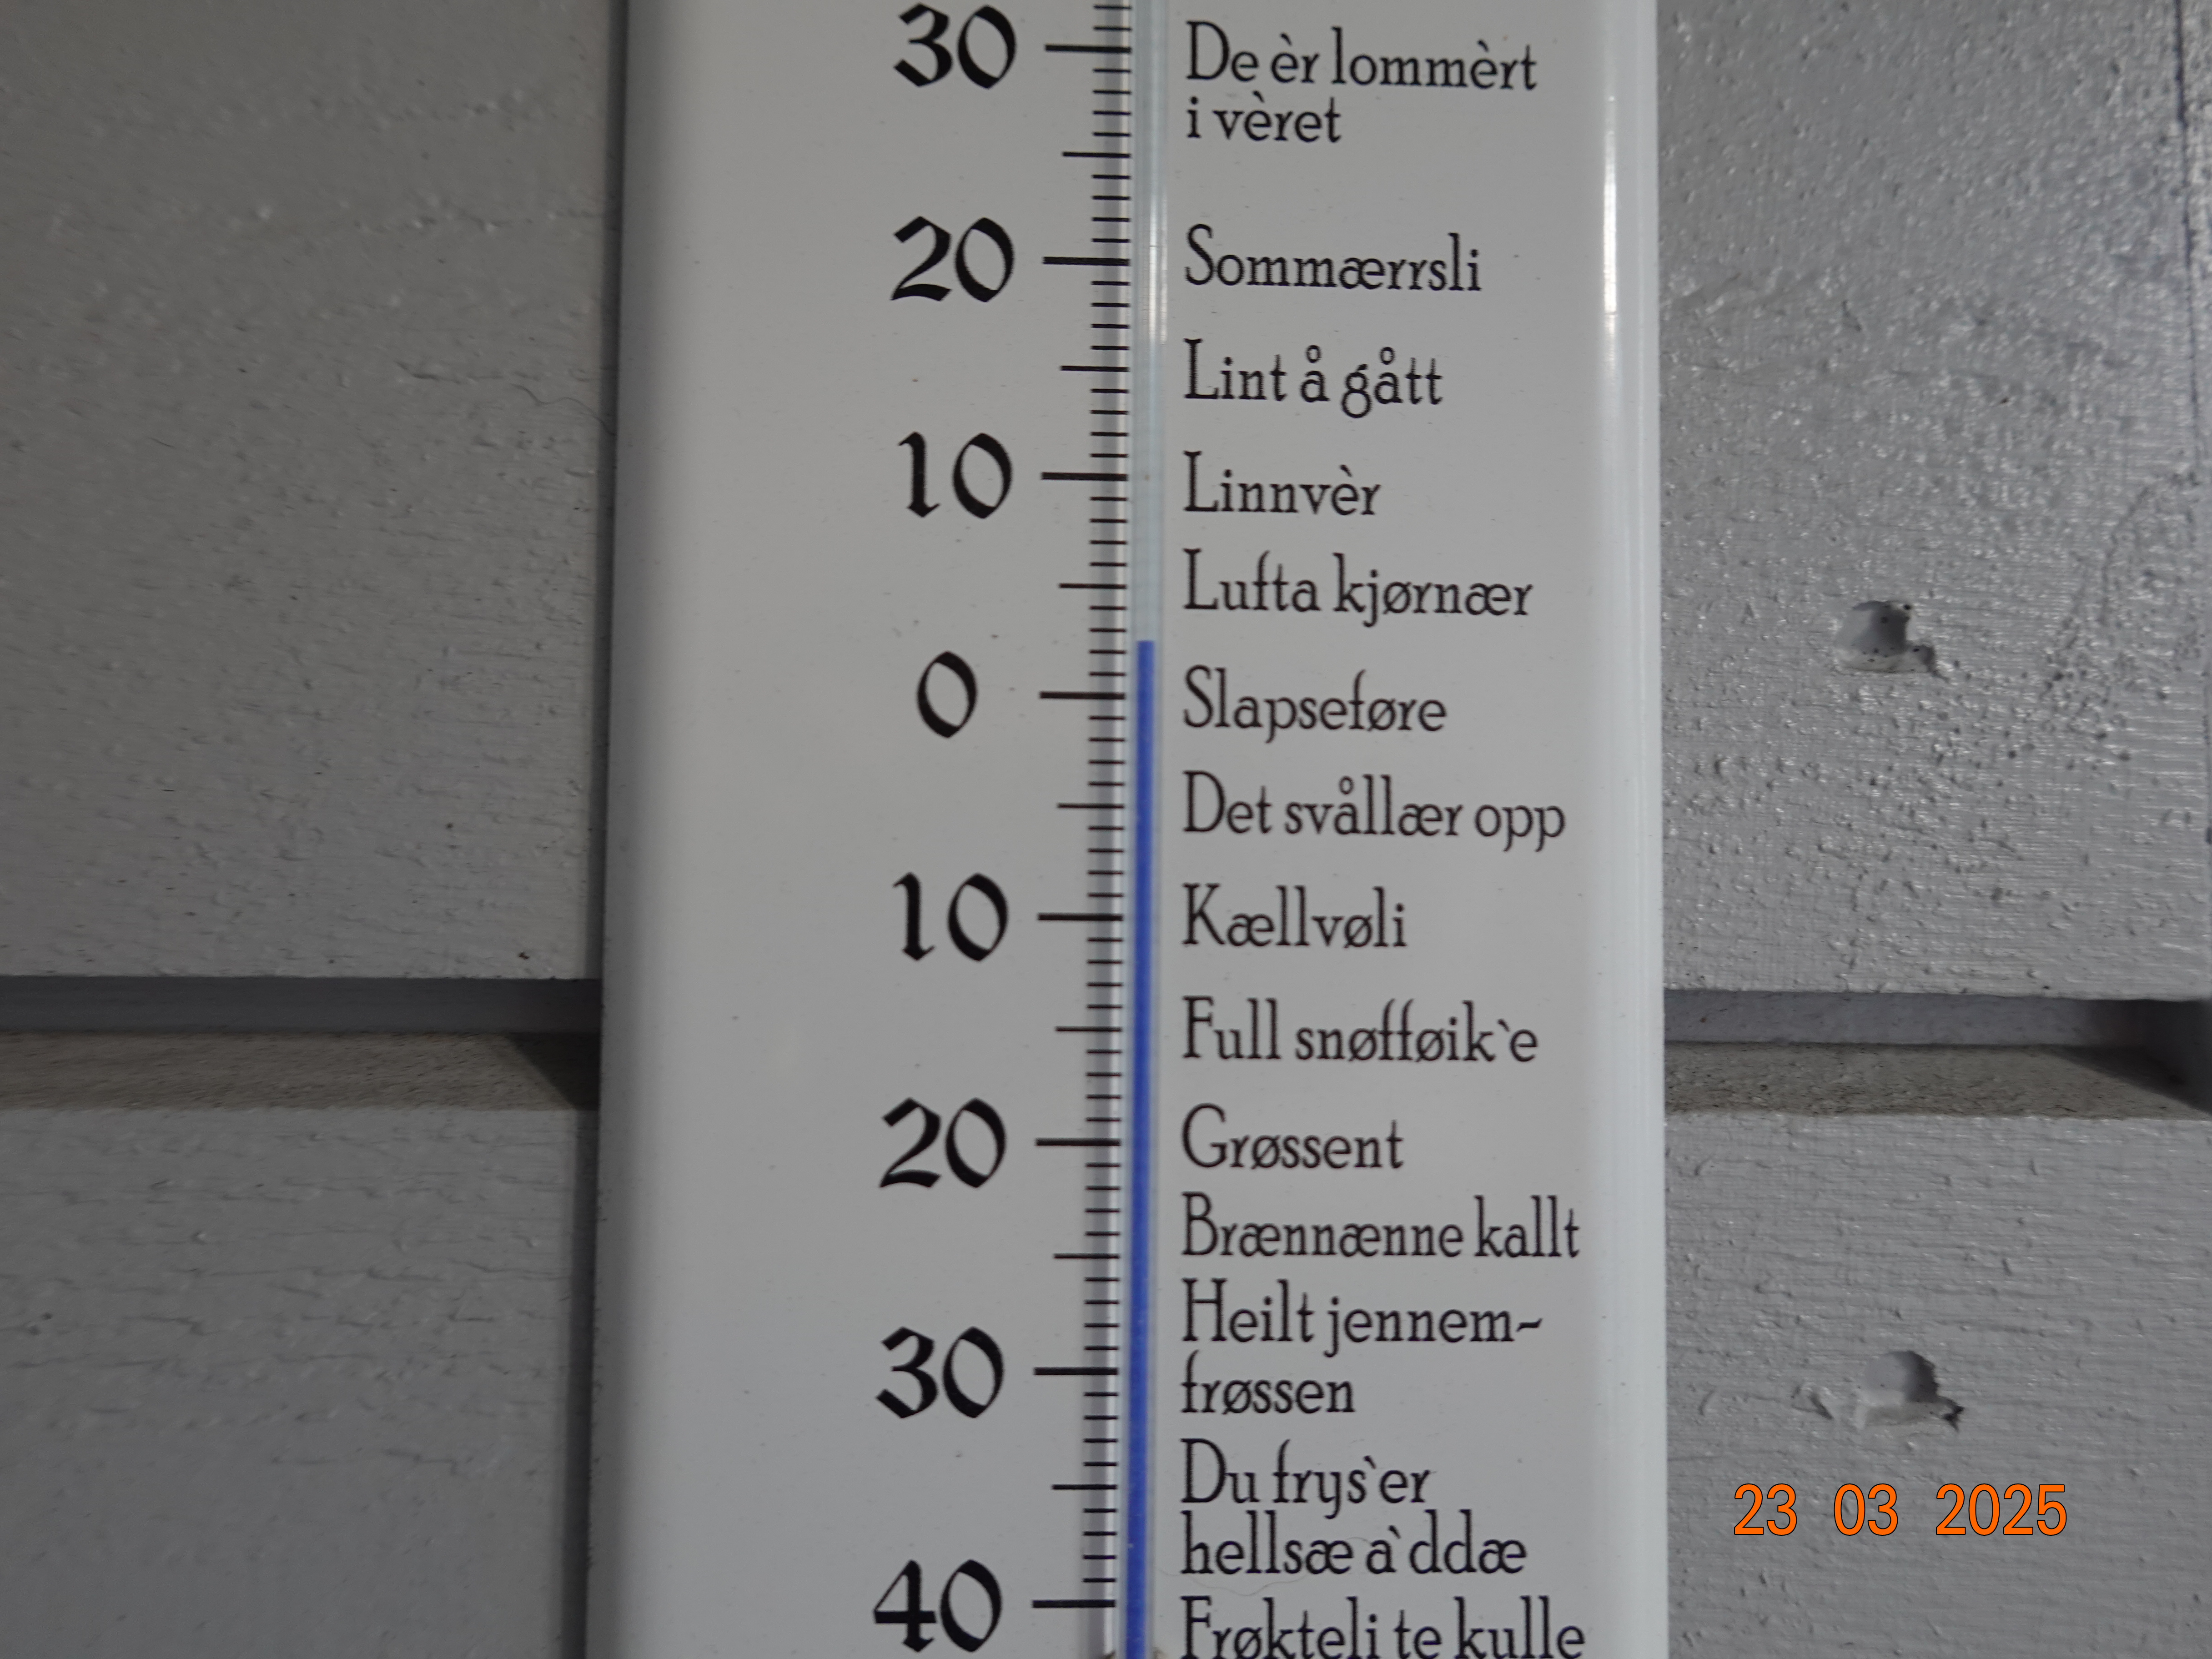 30 De èr lommèrt
i vèret
20 Sommærrsli
Lint å gått
10 Linnvèr
Lufta kjørnær
0 Slapseføre
Det svållær opp
10 Kællvøli
Full snøfføik`e
20 Grøssent
Brænnænne kallt
Heilt jennem-
30 frøssen
Du frys`er
hellsæ a`ddæ
40 Frøkteli te kulle
23 03 2025